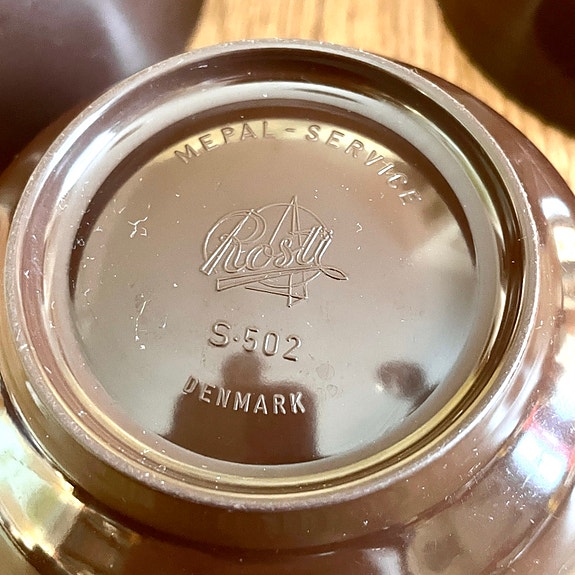 MEPAL-SERVICE
Rosti
S·502
DENMARK